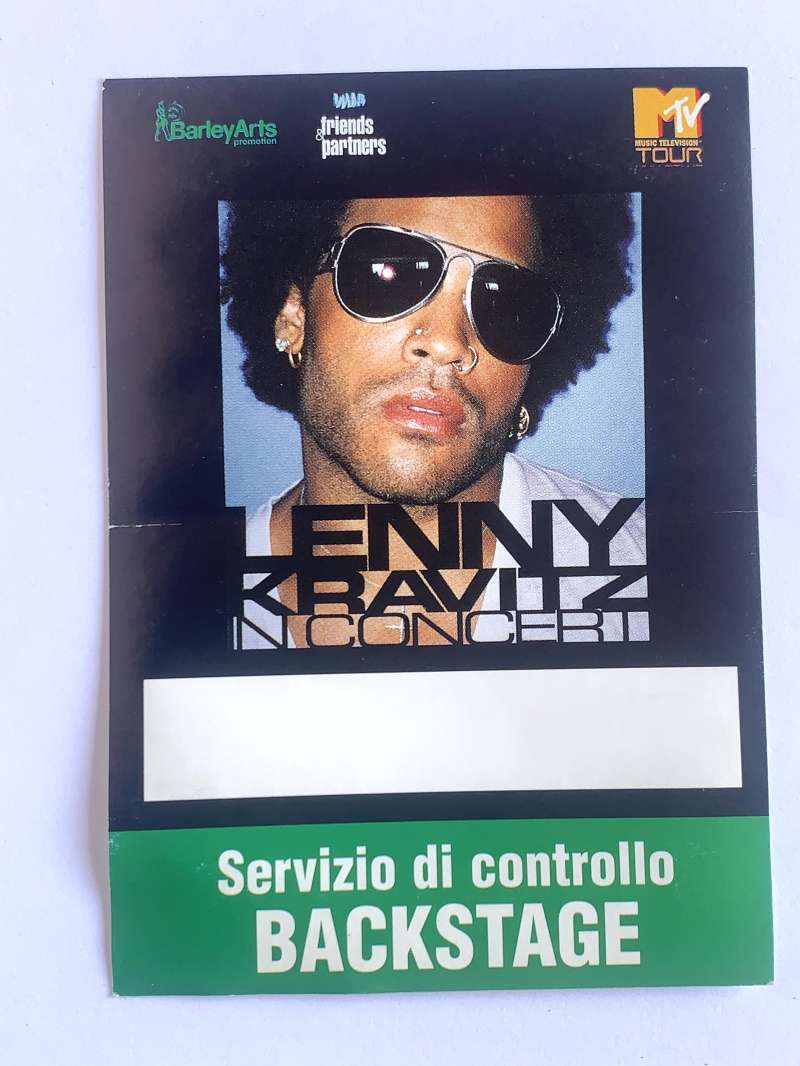 BarleyArts
promotion
friends
& partners
MTV
MUSIC TELEVISION
TOUR
LENNY
KRAVITZ
IN CONCERT
Servizio di controllo
BACKSTAGE